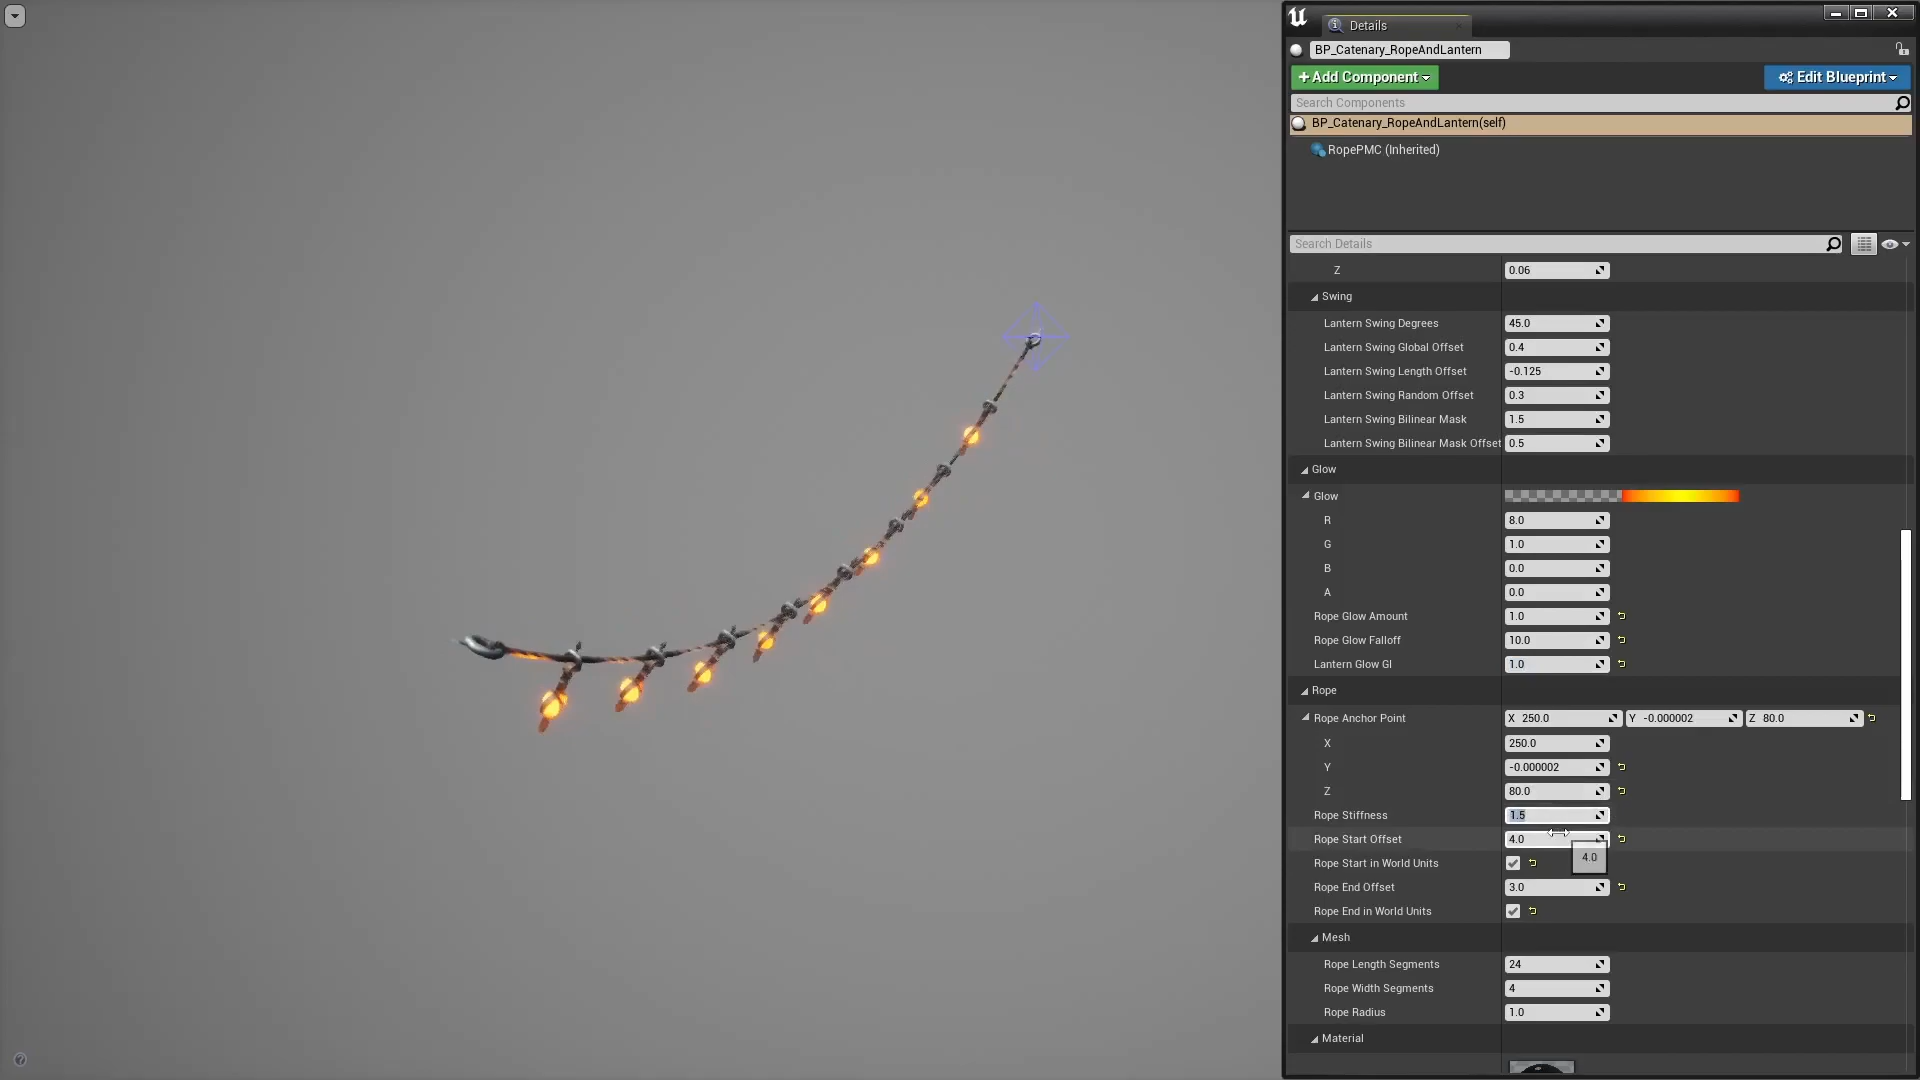 Details
BP_Catenary_RopeAndLantern
+ Add Component
Edit Blueprint
Search Components
BP_Catenary_RopeAndLantern(self)
RopePMC (Inherited)
Search Details
Z 0.06
Swing
Lantern Swing Degrees 45.0
Lantern Swing Global Offset 0.4
Lantern Swing Length Offset -0.125
Lantern Swing Random Offset 0.3
Lantern Swing Bilinear Mask 1.5
Lantern Swing Bilinear Mask Offset 0.5
Glow
Glow
R 8.0
G 1.0
B 0.0
A 0.0
Rope Glow Amount 1.0
Rope Glow Falloff 10.0
Lantern Glow GI 1.0
Rope
Rope Anchor Point X 250.0 Y -0.000002 Z 80.0
X 250.0
Y -0.000002
Z 80.0
Rope Stiffness 1.5
Rope Start Offset 4.0
4.0
Rope Start in World Units
Rope End Offset 3.0
Rope End in World Units
Mesh
Rope Length Segments 24
Rope Width Segments 4
Rope Radius 1.0
Material